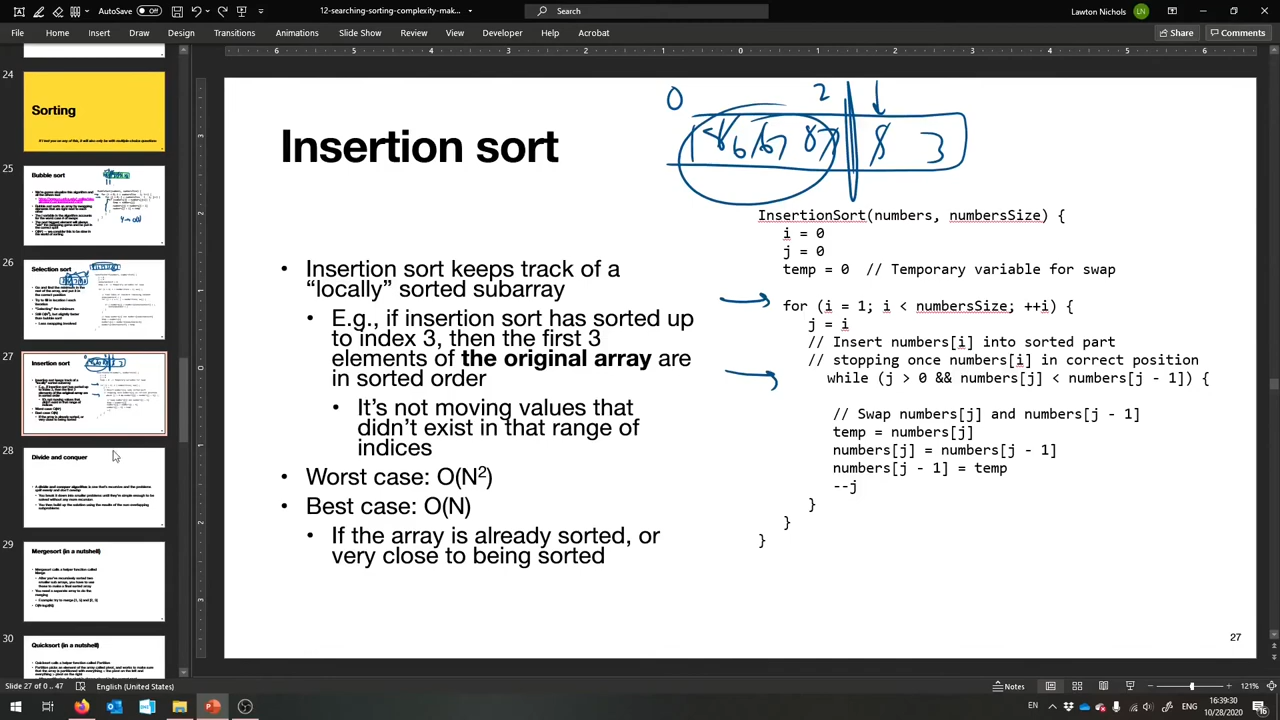 AutoSave
Off
12-searching-sorting-complexity-mak...
Search
Lawton Nichols
LN
File
Home
Insert
Draw
Design
Transitions
Animations
Slide Show
Review
View
Developer
Help
Acrobat
Share
Comments
24
Sorting
25
Bubble sort
26
Selection sort
27
Insertion sort
28
Divide and conquer
29
Mergesort (in a nutshell)
30
Quicksort (in a nutshell)
0
2
8 3
Insertion sort
• Insertion sort keeps track of a
"locally" sorted subarray
• E.g., if insertion sort has sorted up
to index 3, then the first 3
elements of the original array are
in sorted order
• It's not moving values that
didn't exist in that range of
indices
• Worst case: O(N²)
• Best case: O(N)
• If the array is already sorted, or
very close to being sorted
InsertionSort(numbers, numbersSize) {
i = 0
j = 0
temp = 0 // Temporary variable for swap
for (i = 1; i < numbersSize; ++i) {
j = i
// Insert numbers[i] into sorted part
// stopping once numbers[i] in correct position
while (j > 0 && numbers[j] < numbers[j - 1]) {
// Swap numbers[j] and numbers[j - 1]
temp = numbers[j]
numbers[j] = numbers[j - 1]
numbers[j - 1] = temp
--j
}
}
}
27
Slide 27 of 0 .. 47
English (United States)
Notes
121%
EN
16:39:30
10/28/2020